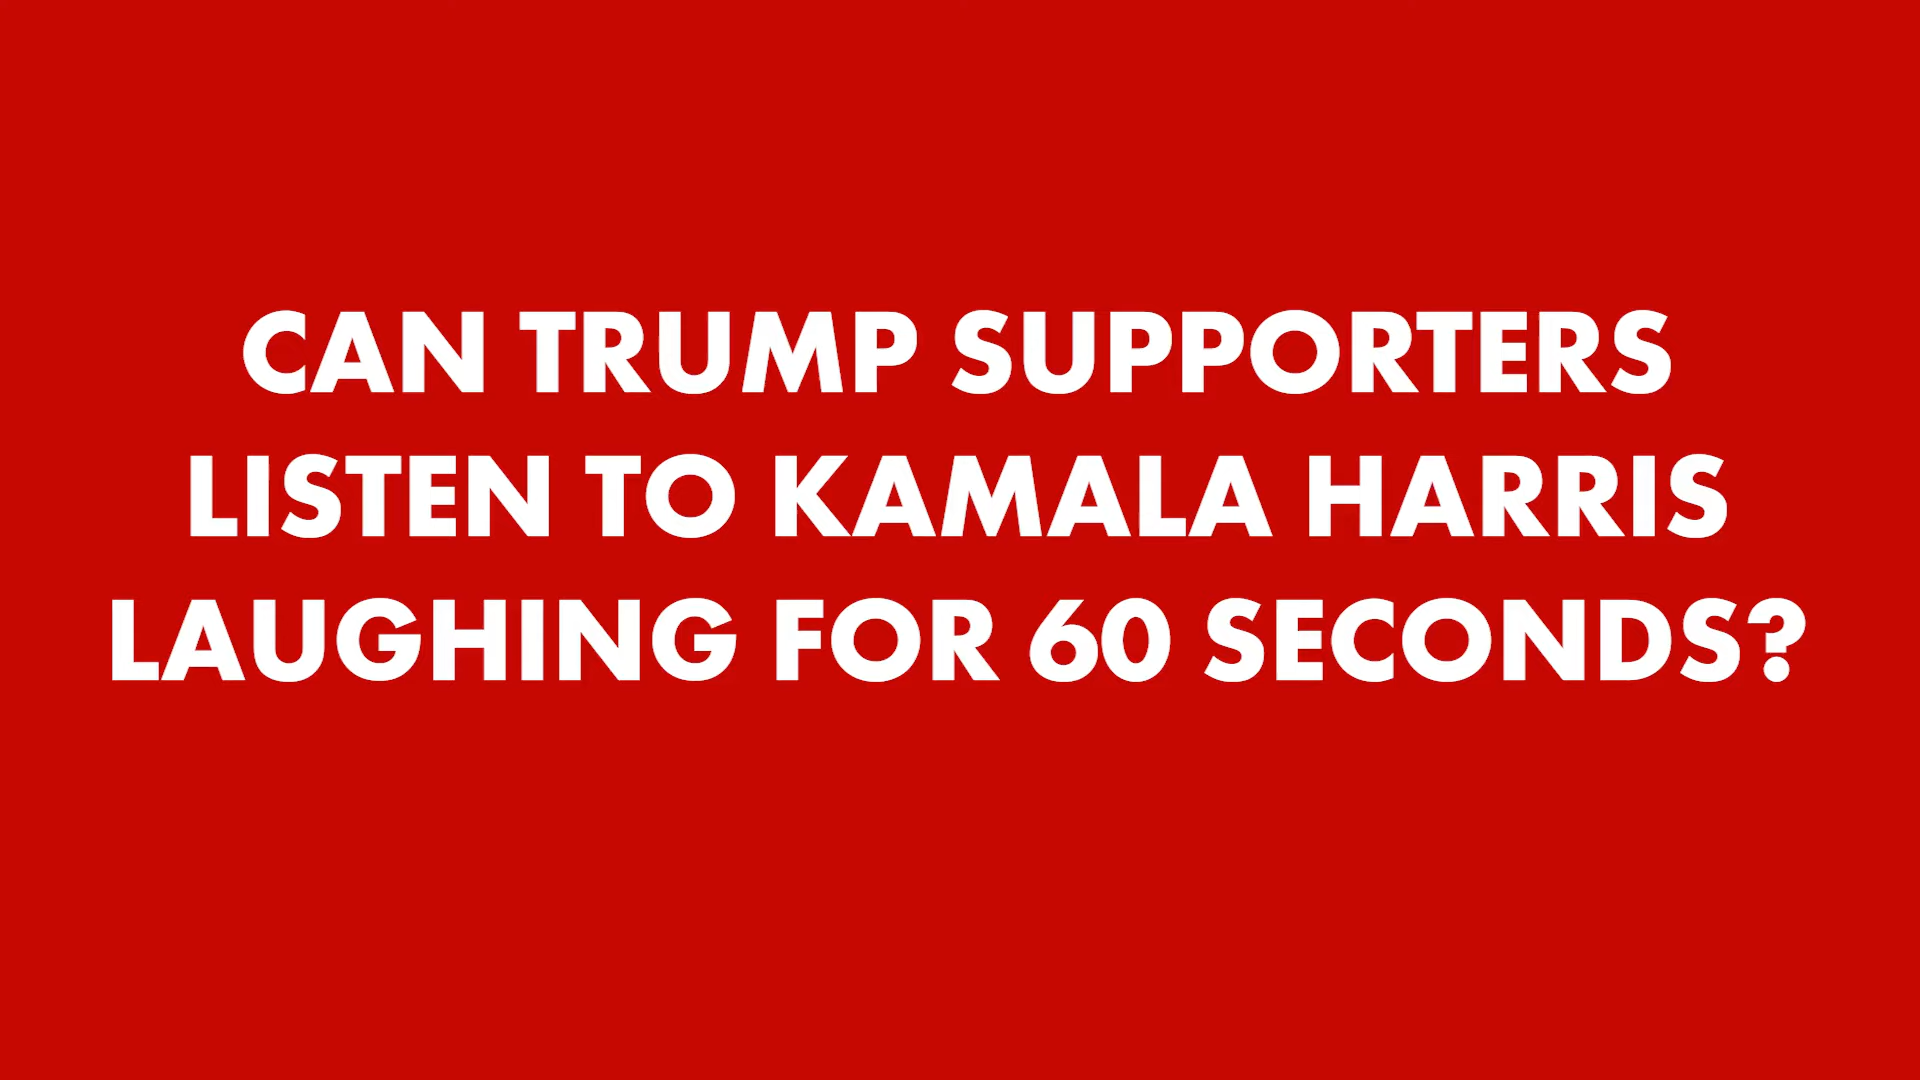 CAN TRUMP SUPPORTERS
LISTEN TO KAMALA HARRIS
LAUGHING FOR 60 SECONDS?